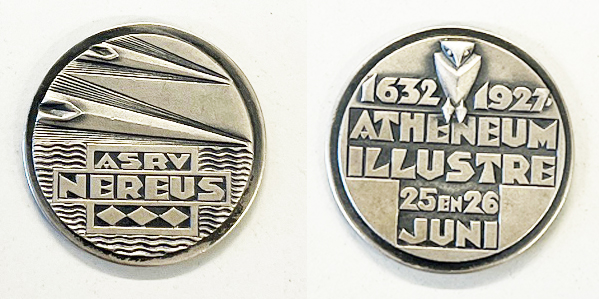 ASRV
NEREUS
1632 1927·
ATHENEUM
ILLUSTRE
25 EN 26
JUNI